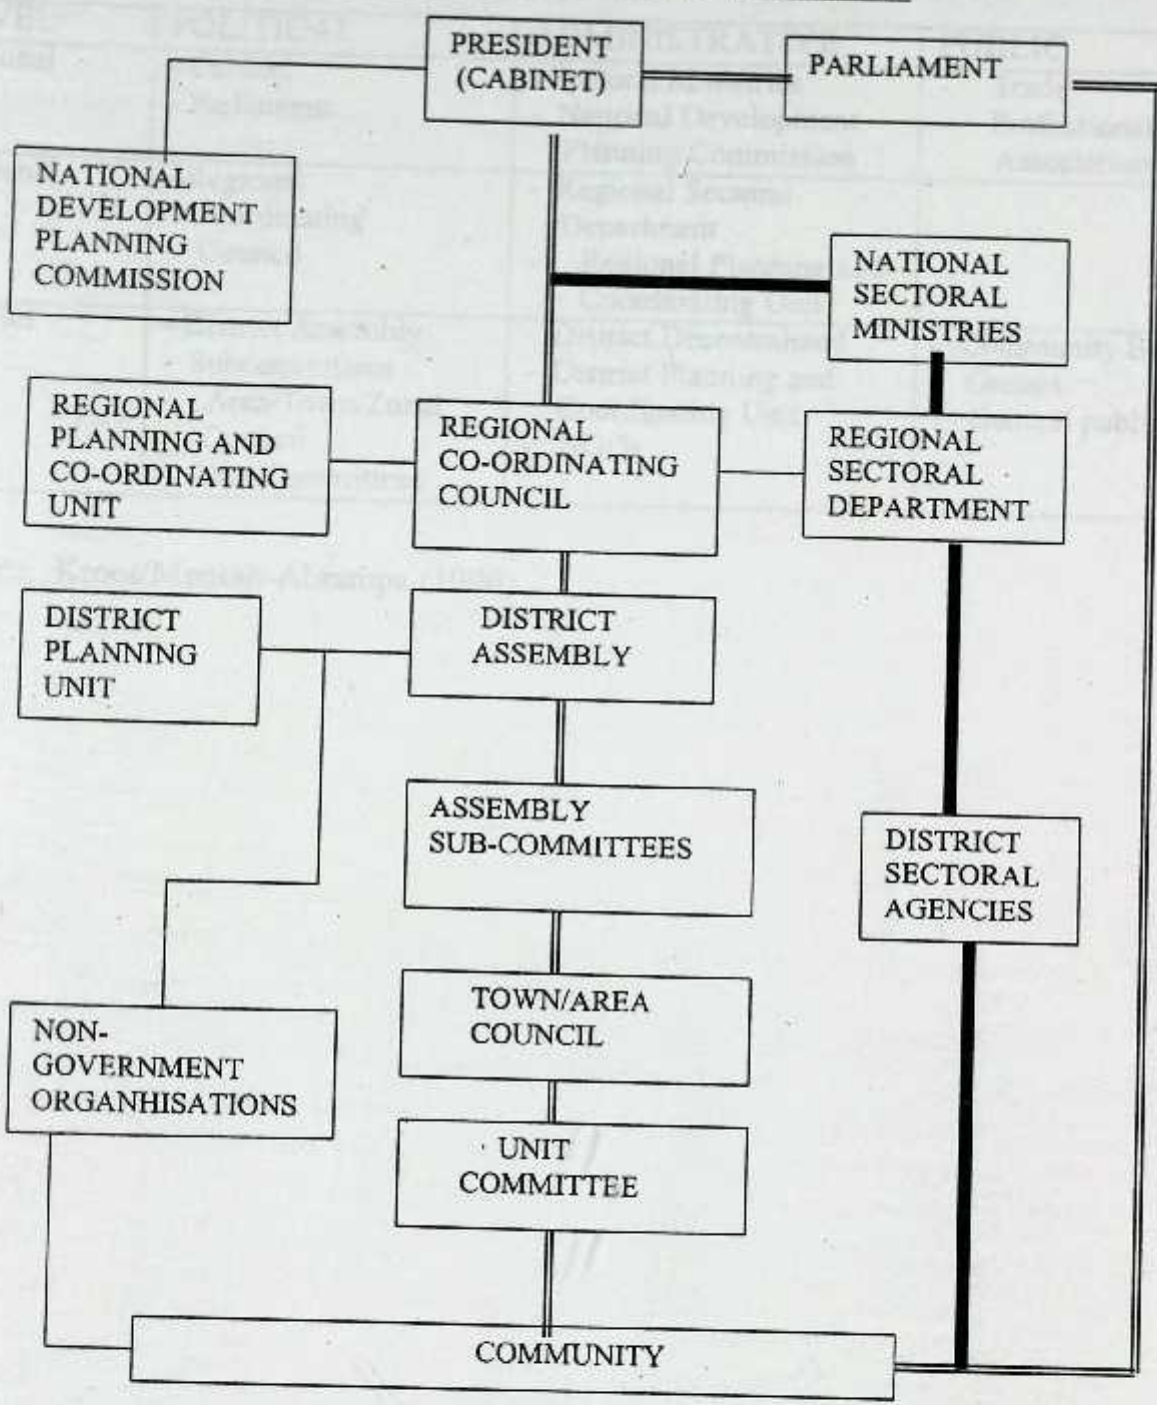 PRESIDENT
(CABINET)
PARLIAMENT
NATIONAL
DEVELOPMENT
PLANNING
COMMISSION
NATIONAL
SECTORAL
MINISTRIES
REGIONAL
PLANNING AND
CO-ORDINATING
UNIT
REGIONAL
CO-ORDINATING
COUNCIL
REGIONAL
SECTORAL
DEPARTMENT
DISTRICT
PLANNING
UNIT
DISTRICT
ASSEMBLY
ASSEMBLY
SUB-COMMITTEES
DISTRICT
SECTORAL
AGENCIES
TOWN/AREA
COUNCIL
NON-
GOVERNMENT
ORGANHISATIONS
UNIT
COMMITTEE
COMMUNITY